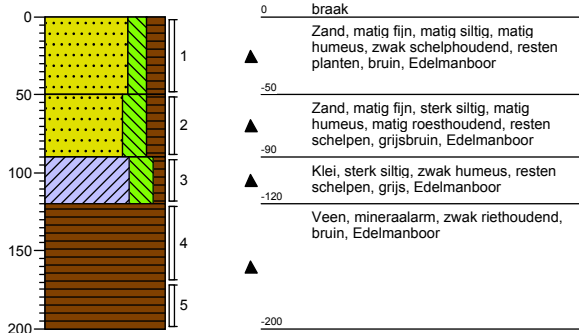 0
50
100
150
200
1
2
3
4
5
0
braak
Zand, matig fijn, matig siltig, matig
humeus, zwak schelphoudend, resten
planten, bruin, Edelmanboor
-50
Zand, matig fijn, sterk siltig, matig
humeus, matig roesthoudend, resten
schelpen, grijsbruin, Edelmanboor
-90
Klei, sterk siltig, zwak humeus, resten
schelpen, grijs, Edelmanboor
-120
Veen, mineraalarm, zwak riethoudend,
bruin, Edelmanboor
-200